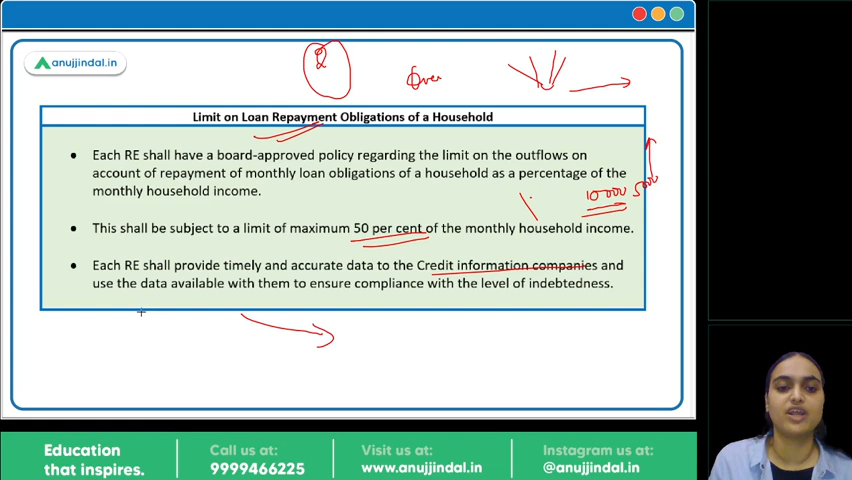 anujjindal.in
Over
Limit on Loan Repayment Obligations of a Household
• Each RE shall have a board-approved policy regarding the limit on the outflows on
account of repayment of monthly loan obligations of a household as a percentage of the
monthly household income.
10000 5000
• This shall be subject to a limit of maximum 50 per cent of the monthly household income.
• Each RE shall provide timely and accurate data to the Credit information companies and
use the data available with them to ensure compliance with the level of indebtedness.
Education
that inspires.
Call us at:
9999466225
Visit us at:
www.anujjindal.in
Instagram us at:
@anujjindal.in